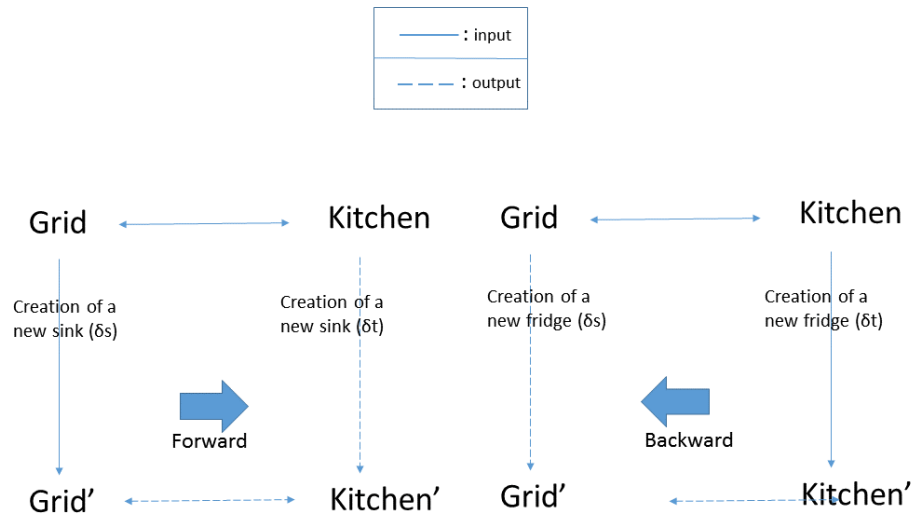 : input
: output
Grid
Kitchen
Grid
Kitchen
Creation of a
new sink (δs)
Creation of a
new sink (δt)
Creation of a
new fridge (δs)
Creation of a
new fridge (δt)
Forward
Backward
Grid’
Kitchen’
Grid’
Kitchen’